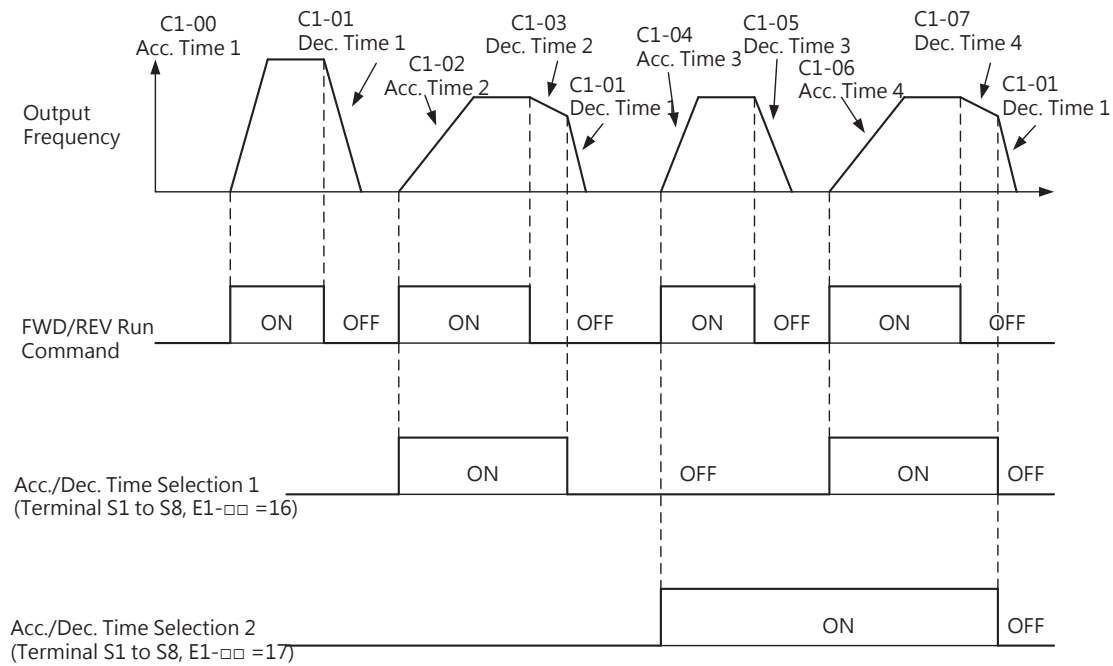 C1-00
Acc. Time 1
C1-01
Dec. Time 1
C1-02
Acc. Time 2
C1-03
Dec. Time 2
C1-01
Dec. Time 1
C1-04
Acc. Time 3
C1-05
Dec. Time 3
C1-06
Acc. Time 4
C1-07
Dec. Time 4
C1-01
Dec. Time 1
Output
Frequency
FWD/REV Run
Command
ON
OFF
ON
OFF
ON
OFF
ON
OFF
Acc./Dec. Time Selection 1
(Terminal S1 to S8, E1-□□ =16)
ON
OFF
ON
OFF
Acc./Dec. Time Selection 2
(Terminal S1 to S8, E1-□□ =17)
ON
OFF